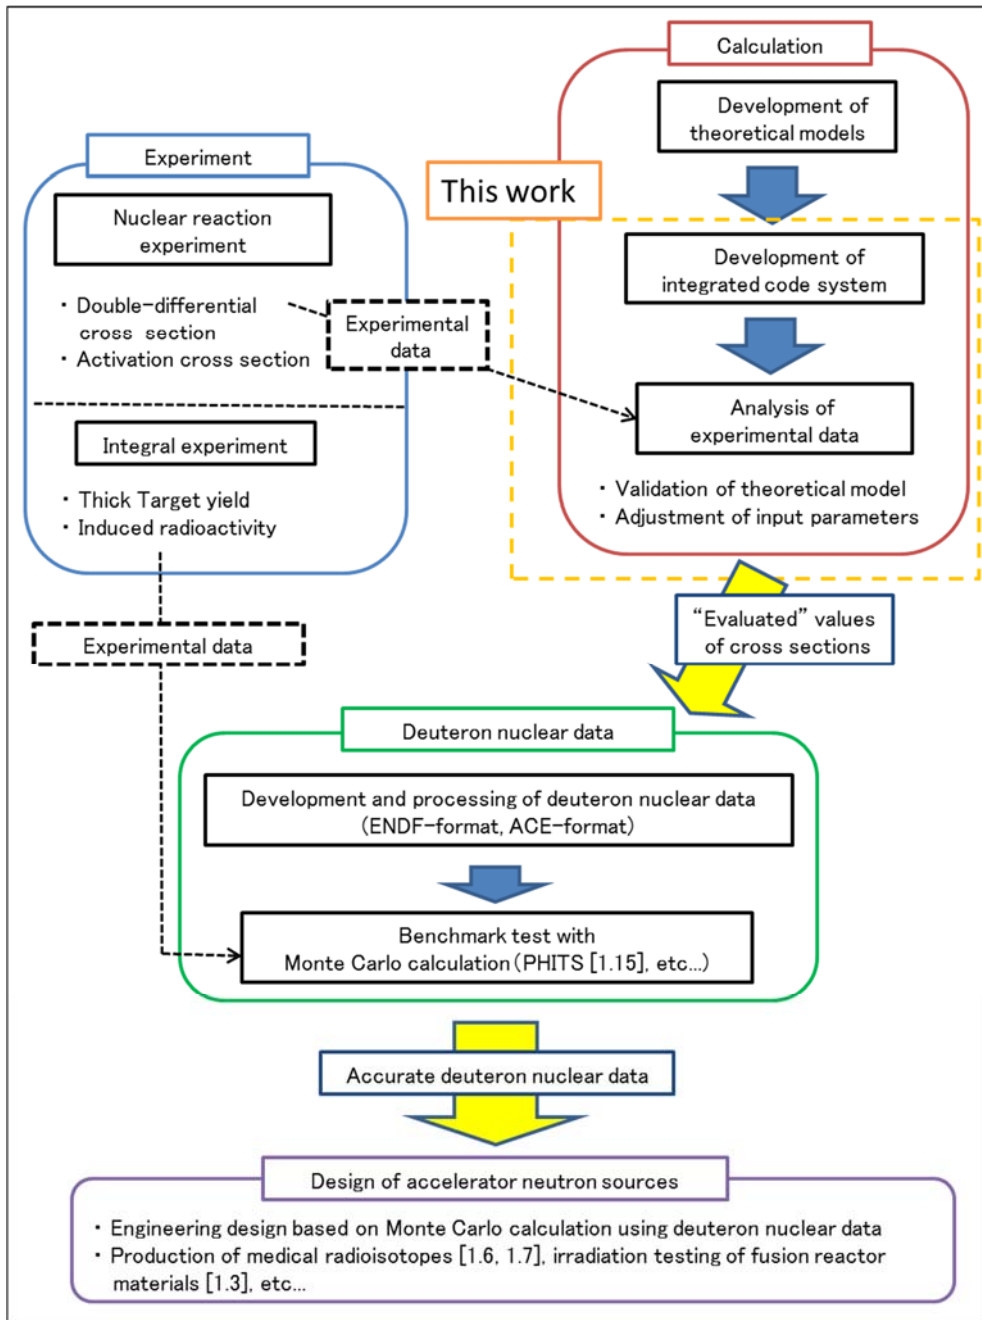 Calculation
Development of
theoretical models
Experiment
This work
Nuclear reaction
experiment
Development of
integrated code system
・Double-differential
cross section
・Activation cross section
Experimental
data
Analysis of
experimental data
Integral experiment
・Validation of theoretical model
・Adjustment of input parameters
・Thick Target yield
・Induced radioactivity
“Evaluated” values
of cross sections
Experimental data
Deuteron nuclear data
Development and processing of deuteron nuclear data
(ENDF-format, ACE-format)
Benchmark test with
Monte Carlo calculation (PHITS [1.15], etc...)
Accurate deuteron nuclear data
Design of accelerator neutron sources
・Engineering design based on Monte Carlo calculation using deuteron nuclear data
・Production of medical radioisotopes [1.6, 1.7], irradiation testing of fusion reactor
materials [1.3], etc...